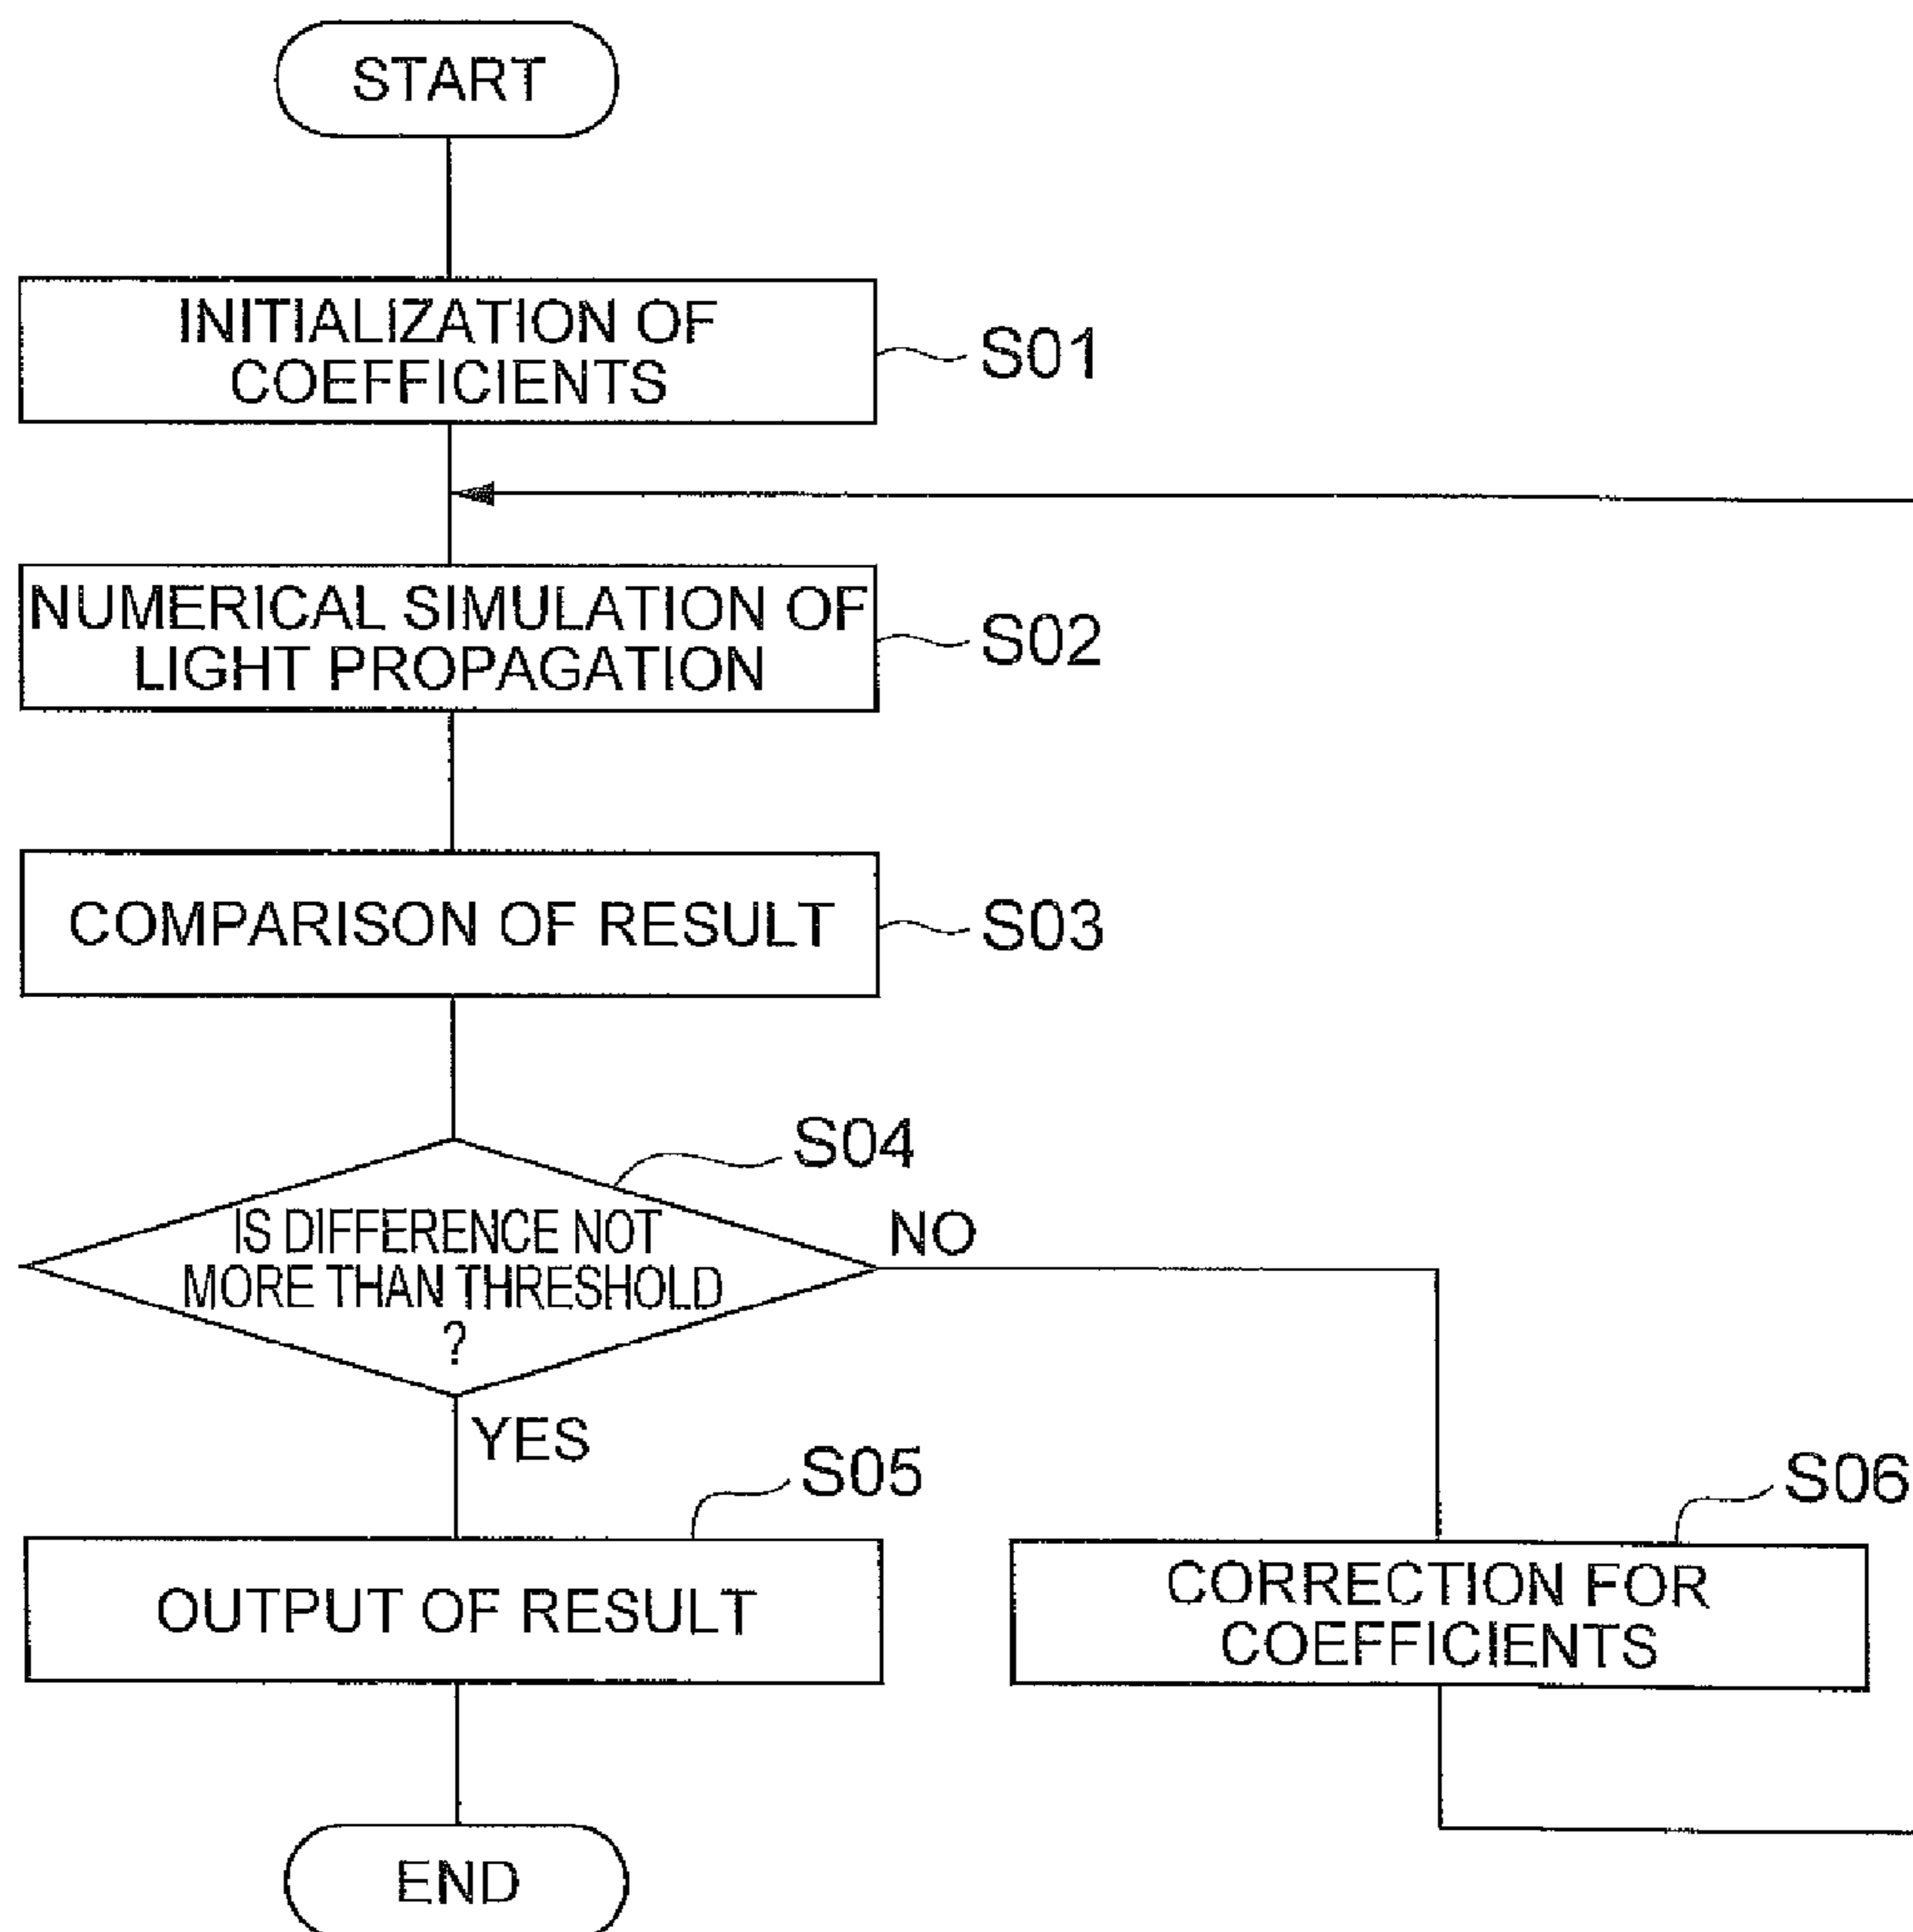 START
INITIALIZATION OF
COEFFICIENTS
S01
NUMERICAL SIMULATION OF
LIGHT PROPAGATION
S02
COMPARISON OF RESULT
S03
S04
IS DIFFERENCE NOT
MORE THAN THRESHOLD
?
NO
YES
S05
OUTPUT OF RESULT
S06
CORRECTION FOR
COEFFICIENTS
END